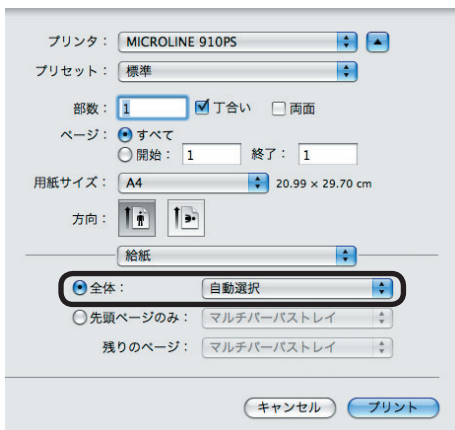 プリンタ： MICROLINE 910PS
プリセット： 標準
部数： 1 丁合い 両面
ページ： すべて
開始： 1 終了： 1
用紙サイズ： A4 20.99 × 29.70 cm
方向：
給紙
全体： 自動選択
先頭ページのみ： マルチパーパストレイ
残りのページ： マルチパーパストレイ
キャンセル プリント